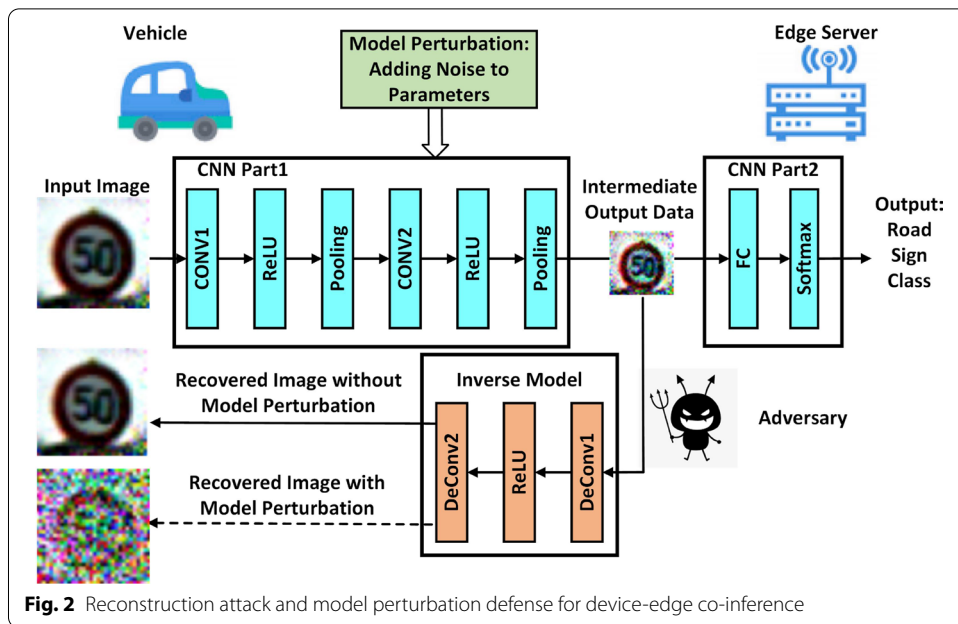 Vehicle
Model Perturbation:
Adding Noise to
Parameters
Edge Server
Input Image
50
CNN Part1
CONV1
ReLU
Pooling
CONV2
ReLU
Pooling
Intermediate
Output Data
50
CNN Part2
FC
Softmax
Output:
Road
Sign
Class
50
Recovered Image without
Model Perturbation
Recovered Image with
Model Perturbation
Inverse Model
DeConv2
ReLU
DeConv1
Adversary
Fig. 2 Reconstruction attack and model perturbation defense for device-edge co-inference